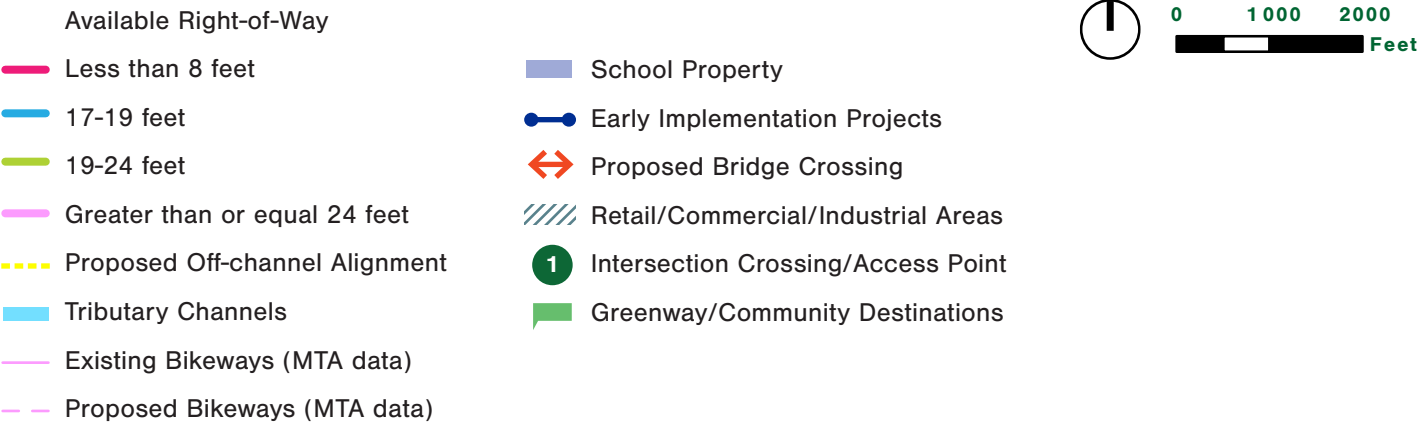 Available Right-of-Way
Less than 8 feet
17-19 feet
19-24 feet
Greater than or equal 24 feet
Proposed Off-channel Alignment
Tributary Channels
Existing Bikeways (MTA data)
Proposed Bikeways (MTA data)
School Property
Early Implementation Projects
Proposed Bridge Crossing
Retail/Commercial/Industrial Areas
1 Intersection Crossing/Access Point
Greenway/Community Destinations
0 1000 2000
Feet